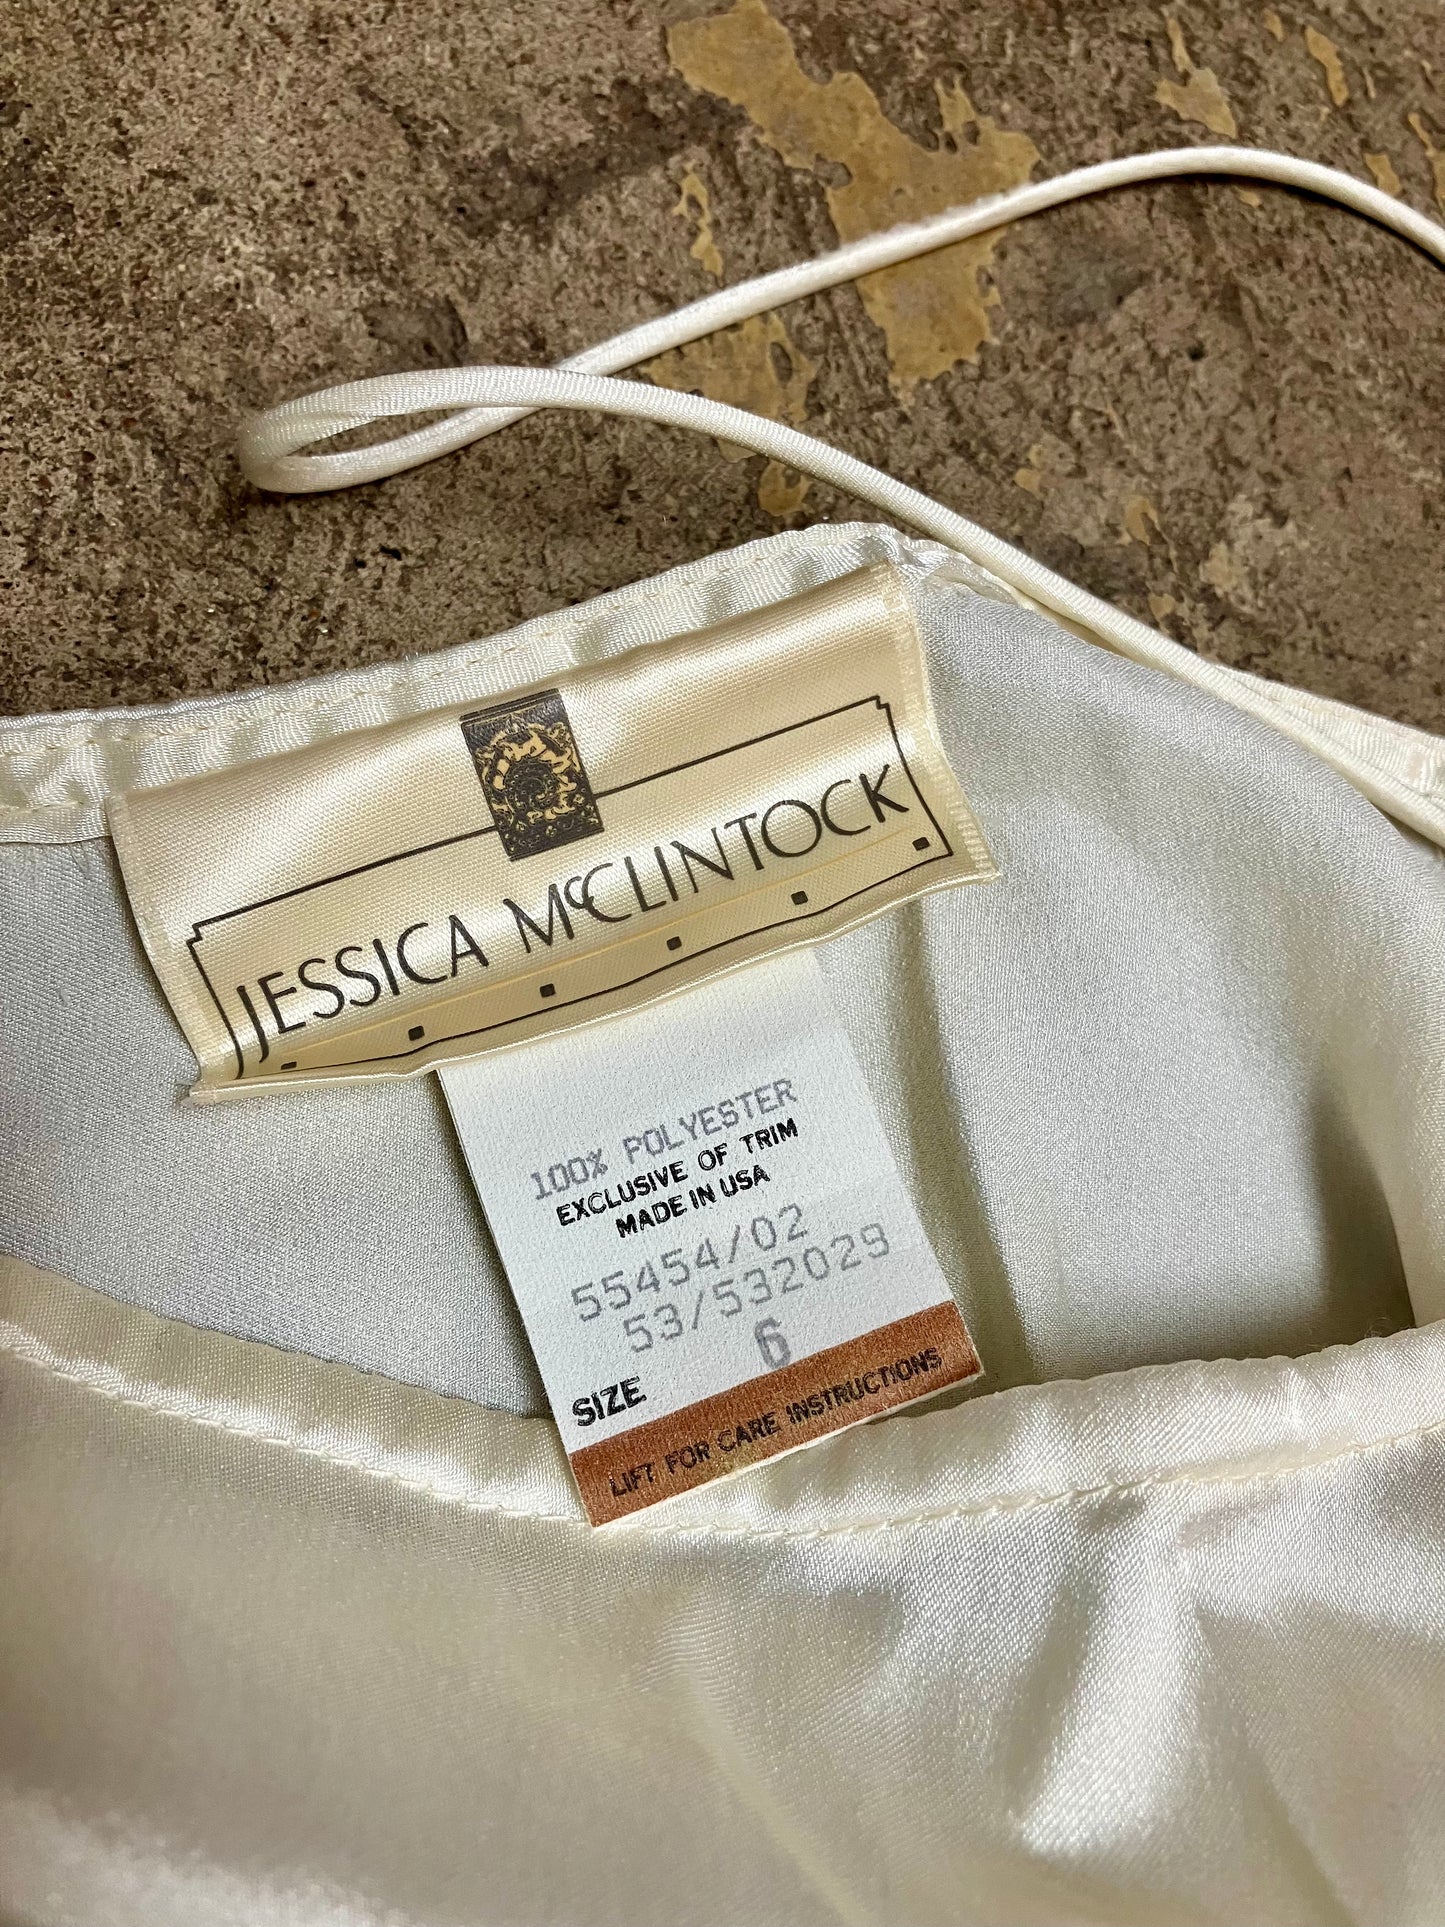 JESSICA McCLINTOCK
100% POLYESTER
EXCLUSIVE OF TRIM
MADE IN USA
55454/02
53/532029
6
SIZE
LIFT FOR CARE INSTRUCTIONS